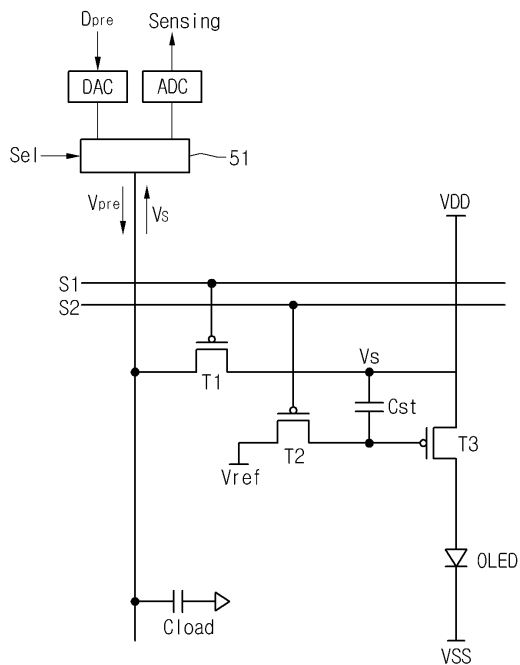 Dpre Sensing
DAC ADC
Sel 51
Vpre Vs
VDD
S1
S2
Vs
T1
Cst
T3
T2
Vref
OLED
Cload
VSS